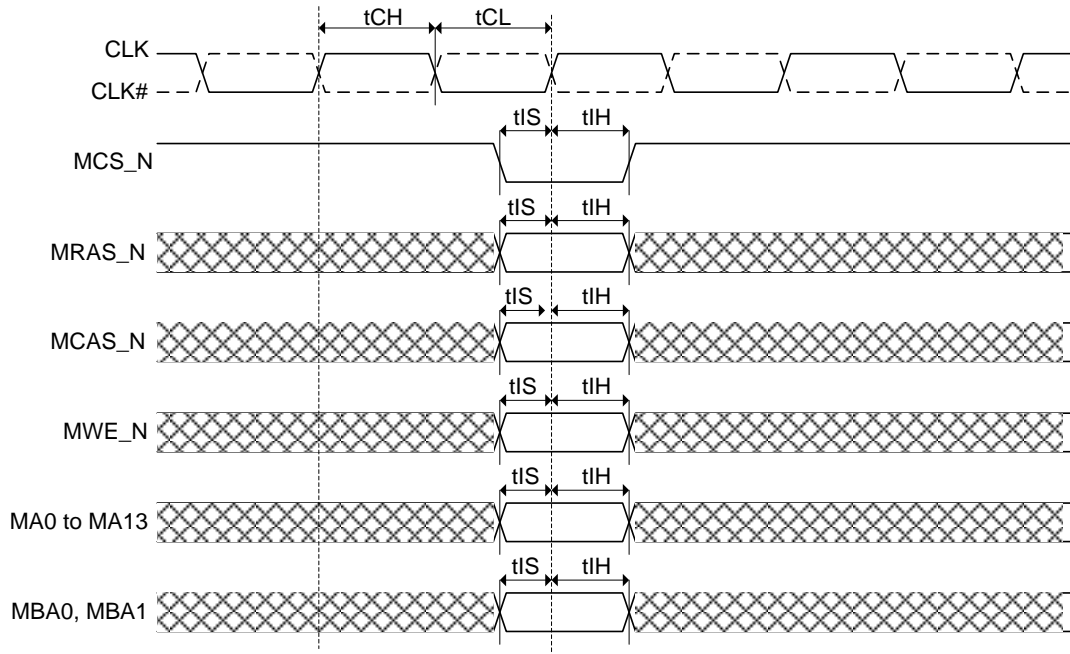 tCH tCL
CLK
CLK#
tIS tIH
MCS_N
tIS tIH
MRAS_N
tIS tIH
MCAS_N
tIS tIH
MWE_N
tIS tIH
MA0 to MA13
tIS tIH
MBA0, MBA1